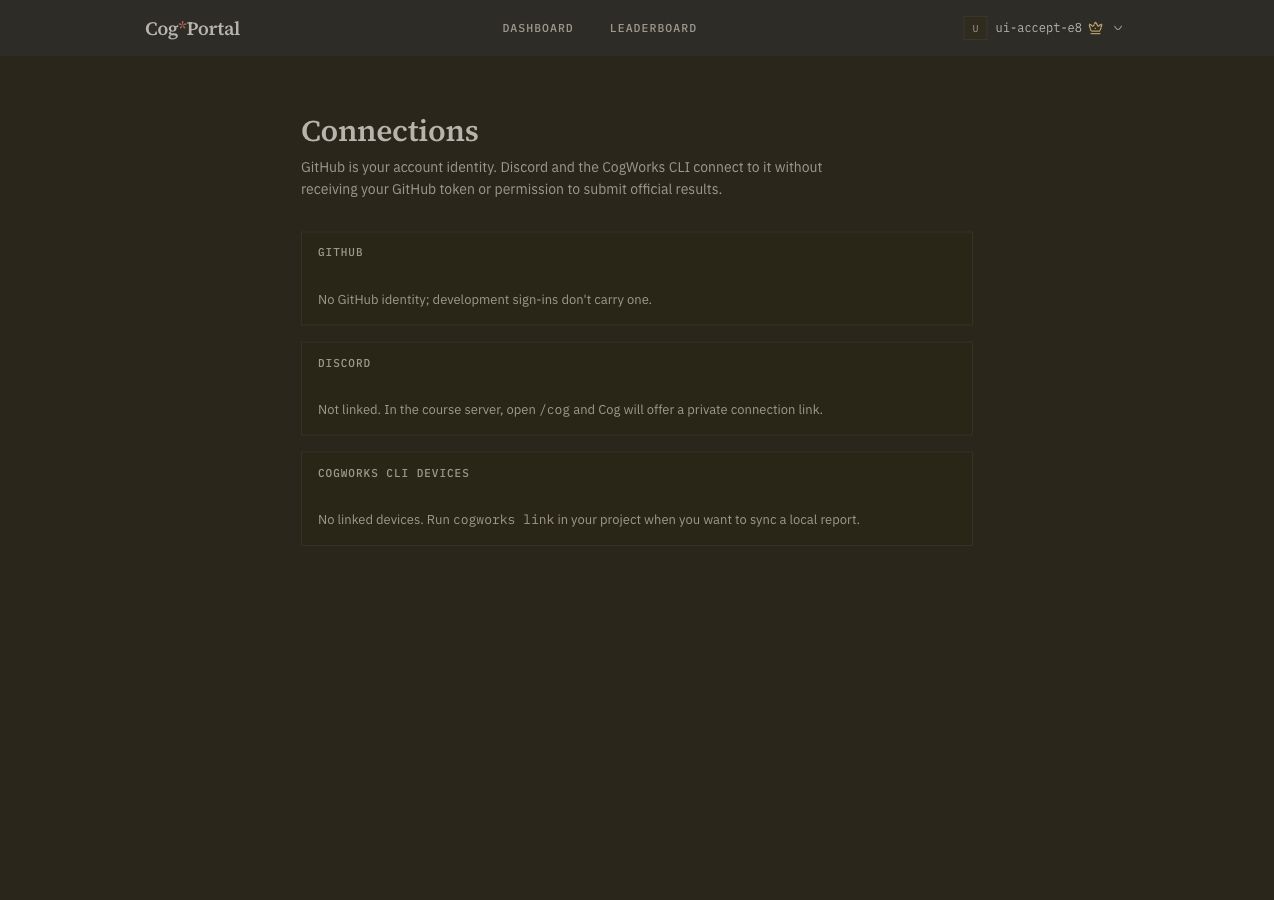 Cog*Portal
DASHBOARD
LEADERBOARD
U
ui-accept-e8
Connections
GitHub is your account identity. Discord and the CogWorks CLI connect to it without
receiving your GitHub token or permission to submit official results.
GITHUB
No GitHub identity; development sign-ins don't carry one.
DISCORD
Not linked. In the course server, open /cog and Cog will offer a private connection link.
COGWORKS CLI DEVICES
No linked devices. Run cogworks link in your project when you want to sync a local report.